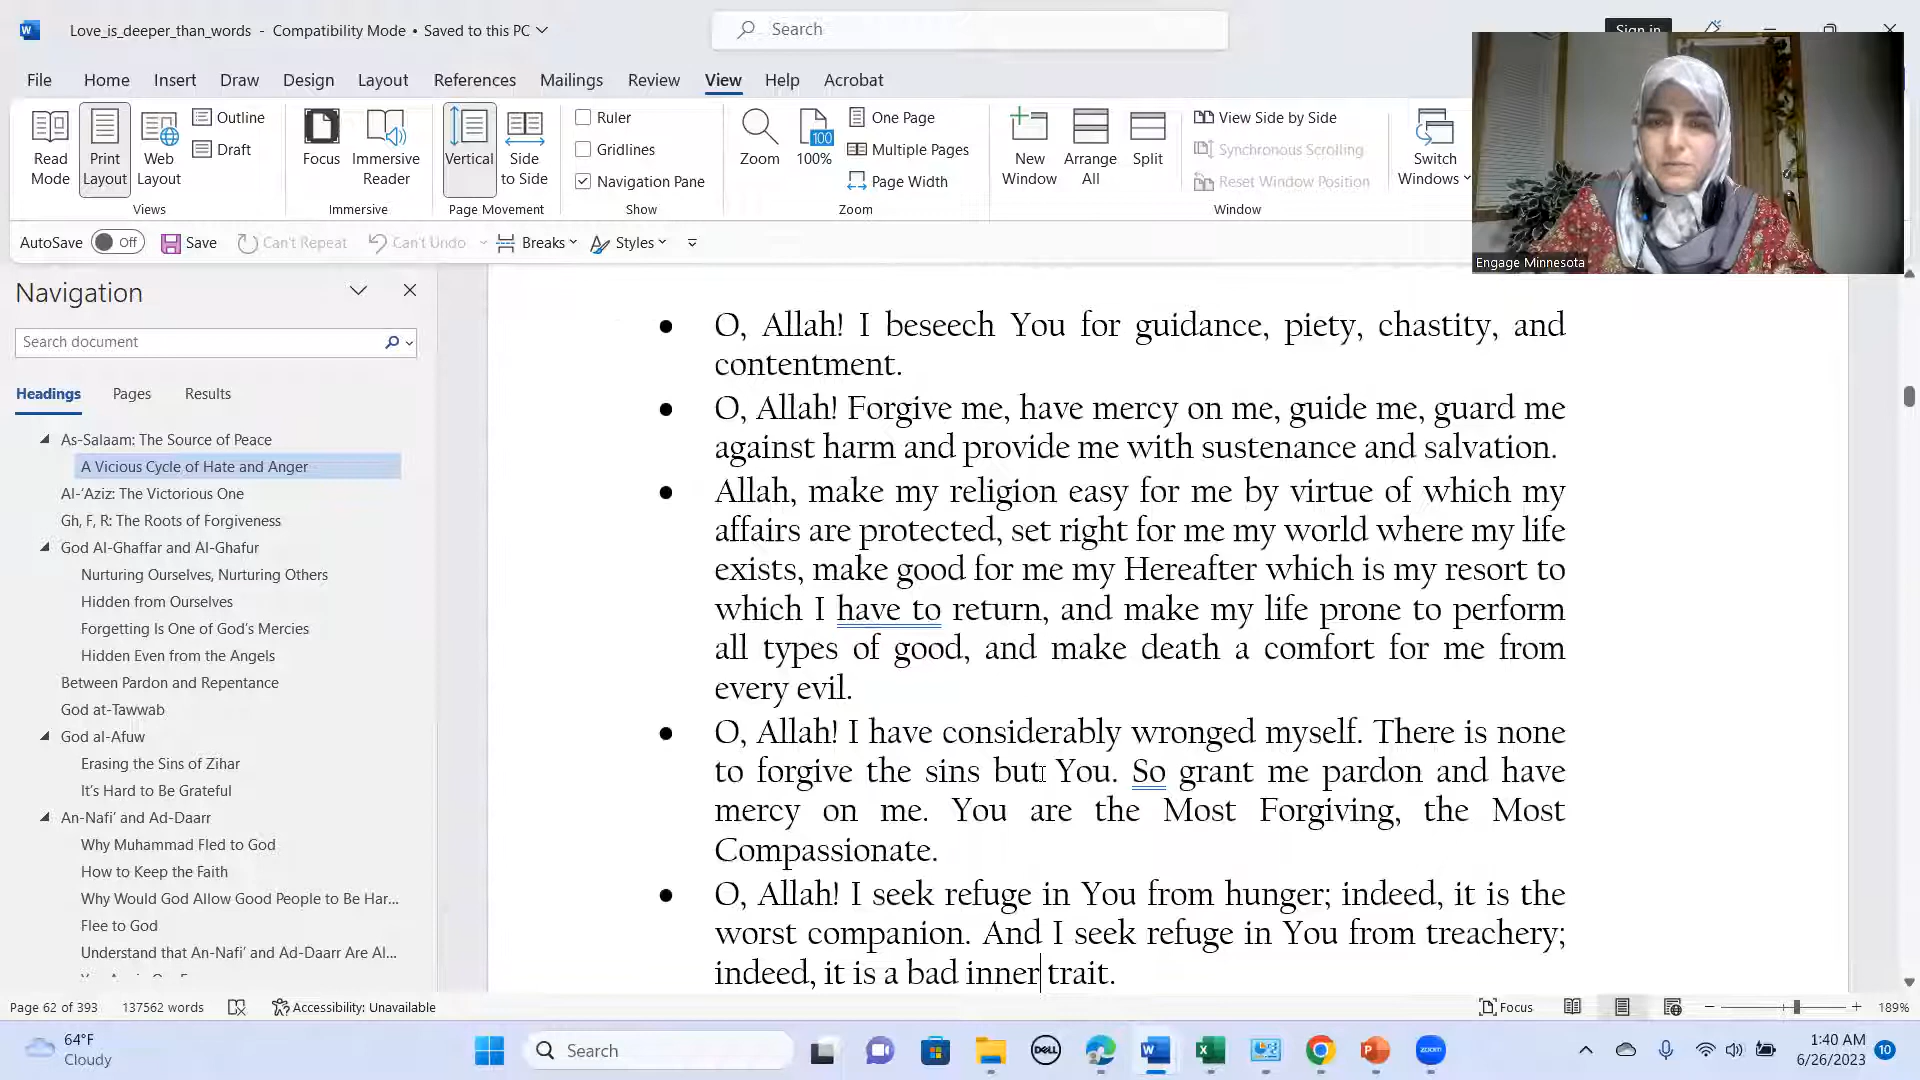 Love_is_deeper_than_words - Compatibility Mode • Saved to this PC
Search
Sign in
File Home Insert Draw Design Layout References Mailings Review View Help Acrobat
Read Mode
Print Layout
Web Layout
Outline
Draft
Views
Focus
Immersive Reader
Immersive
Vertical
Side to Side
Page Movement
Ruler
Gridlines
Navigation Pane
Show
Zoom
100
100%
One Page
Multiple Pages
Page Width
Zoom
New Window
Arrange All
Split
View Side by Side
Synchronous Scrolling
Reset Window Position
Window
Switch Windows
Engage Minnesota
AutoSave Off Save Can't Repeat Can't Undo Breaks Styles
Navigation
Search document
Headings Pages Results
As-Salaam: The Source of Peace
A Vicious Cycle of Hate and Anger
Al-‘Aziz: The Victorious One
Gh, F, R: The Roots of Forgiveness
God Al-Ghaffar and Al-Ghafur
Nurturing Ourselves, Nurturing Others
Hidden from Ourselves
Forgetting Is One of God’s Mercies
Hidden Even from the Angels
Between Pardon and Repentance
God at-Tawwab
God al-Afuw
Erasing the Sins of Zihar
It’s Hard to Be Grateful
An-Nafi’ and Ad-Darr
Why Muhammad Fled to God
How to Keep the Faith
Why Would God Allow Good People to Be Har...
Flee to God
Understand that An-Nafi’ and Ad-Daarr Are Al...
● O, Allah! I beseech You for guidance, piety, chastity, and
contentment.
● O, Allah! Forgive me, have mercy on me, guide me, guard me
against harm and provide me with sustenance and salvation.
● Allah, make my religion easy for me by virtue of which my
affairs are protected, set right for me my world where my life
exists, make good for me my Hereafter which is my resort to
which I have to return, and make my life prone to perform
all types of good, and make death a comfort for me from
every evil.
● O, Allah! I have considerably wronged myself. There is none
to forgive the sins but You. So grant me pardon and have
mercy on me. You are the Most Forgiving, the Most
Compassionate.
● O, Allah! I seek refuge in You from hunger; indeed, it is the
worst companion. And I seek refuge in You from treachery;
indeed, it is a bad inner trait.
Page 62 of 393 137562 words Accessibility: Unavailable
Focus
189%
64°F
Cloudy
Search
DELL
zoom
1:40 AM
6/26/2023
10